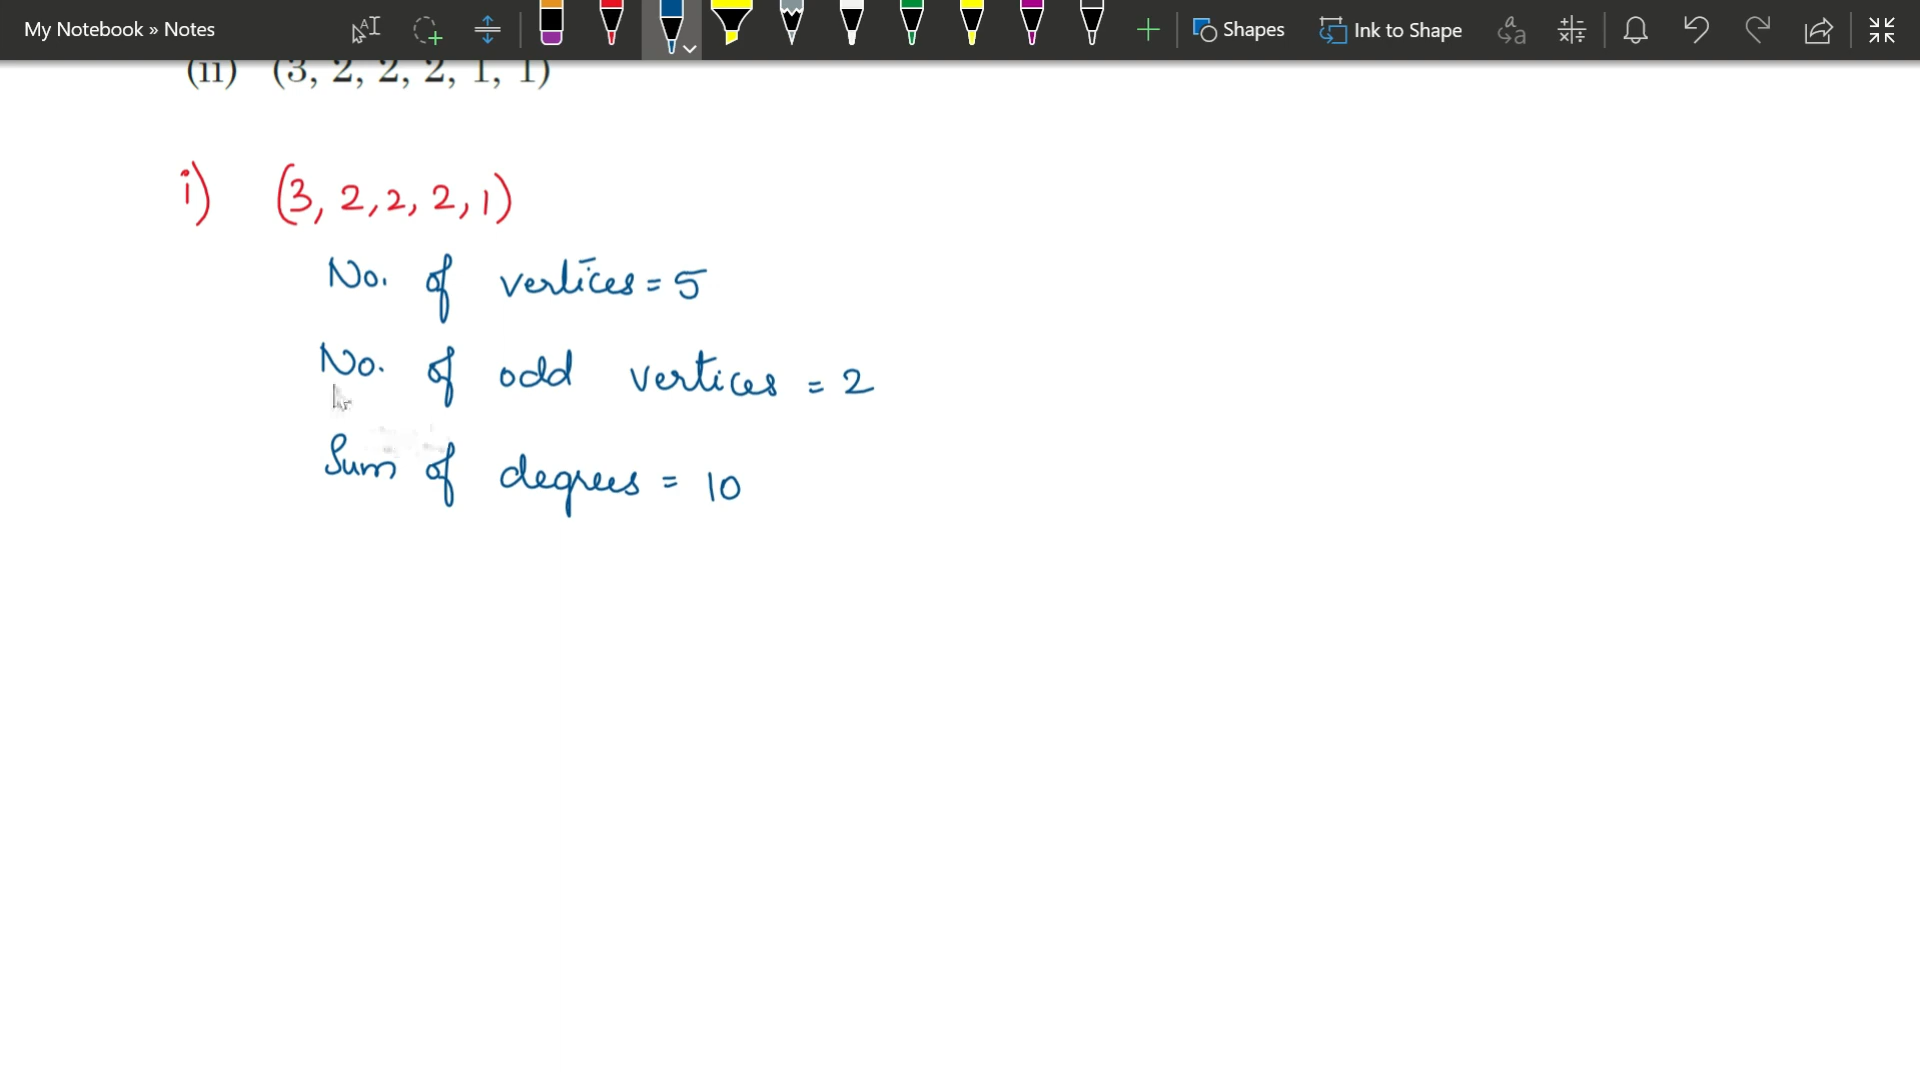 My Notebook » Notes
Shapes
Ink to Shape
(ii) (3, 2, 2, 2, 1, 1)
i) (3, 2, 2, 2, 1)
No. of vertices = 5
No. of odd vertices = 2
Sum of degrees = 10